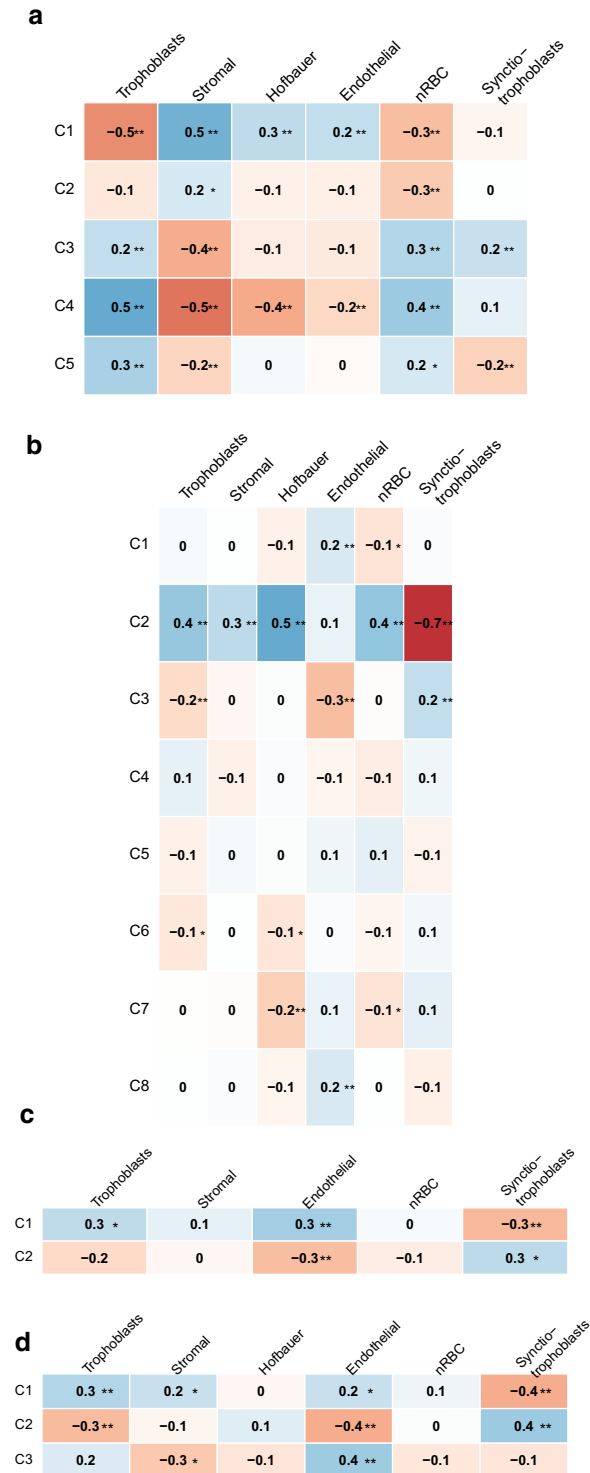 a
Trophoblasts Stromal Hofbauer Endothelial nRBC Synctio−
trophoblasts
C1 −0.5** 0.5 ** 0.3 ** 0.2 ** −0.3** −0.1
C2 −0.1 0.2 * −0.1 −0.1 −0.3** 0
C3 0.2 ** −0.4** −0.1 −0.1 0.3 ** 0.2 **
C4 0.5 ** −0.5** −0.4** −0.2** 0.4 ** 0.1
C5 0.3 ** −0.2** 0 0 0.2 * −0.2**
b
Trophoblasts Stromal Hofbauer Endothelial nRBC Synctio−
trophoblasts
C1 0 0 −0.1 0.2 ** −0.1 * 0
C2 0.4 ** 0.3 ** 0.5 ** 0.1 0.4 ** −0.7**
C3 −0.2** 0 0 −0.3** 0 0.2 **
C4 0.1 −0.1 0 −0.1 −0.1 0.1
C5 −0.1 0 0 0.1 0.1 −0.1
C6 −0.1 * 0 −0.1 * 0 −0.1 0.1
C7 0 0 −0.2** 0.1 −0.1 * 0.1
C8 0 0 −0.1 0.2 ** 0 −0.1
c
Trophoblasts Stromal Endothelial nRBC Synctio−
trophoblasts
C1 0.3 * 0.1 0.3 ** 0 −0.3 **
C2 −0.2 0 −0.3 ** −0.1 0.3 *
d
Trophoblasts Stromal Hofbauer Endothelial nRBC Synctio−
trophoblasts
C1 0.3 ** 0.2 * 0 0.2 * 0.1 −0.4 **
C2 −0.3 ** −0.1 0.1 −0.4 ** 0 0.4 **
C3 0.2 −0.3 * −0.1 0.4 ** −0.1 −0.1